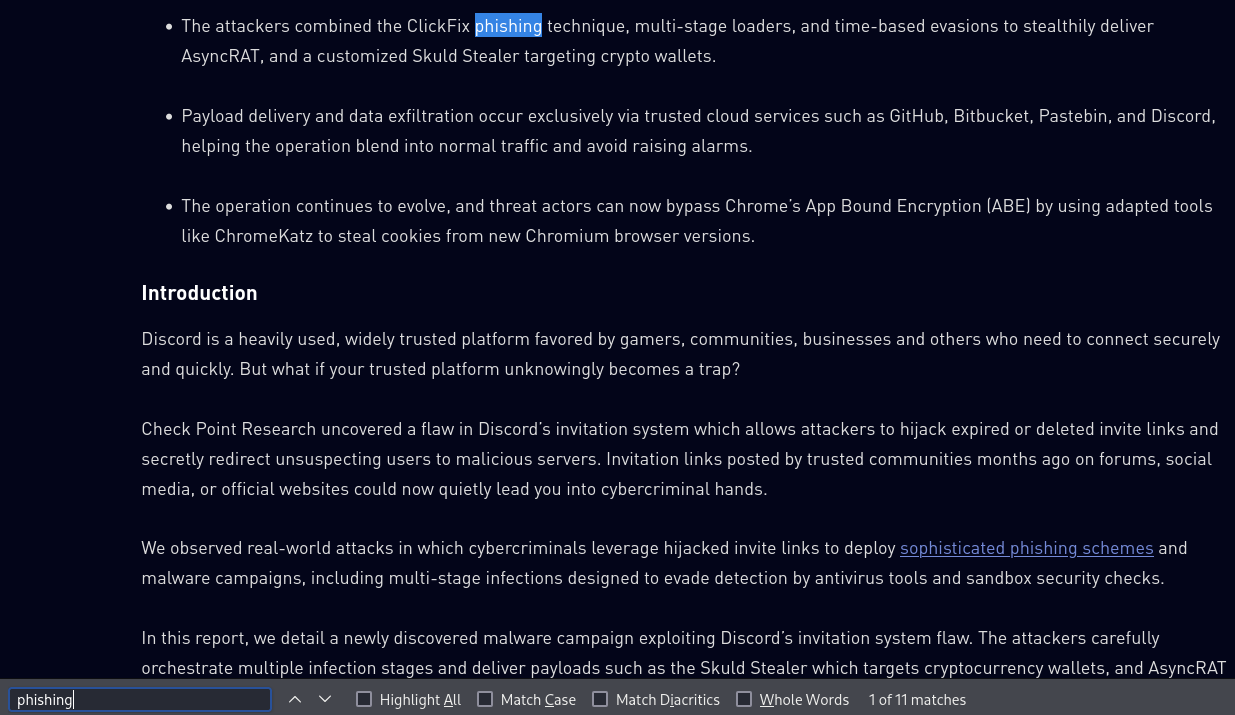 • The attackers combined the ClickFix phishing technique, multi-stage loaders, and time-based evasions to stealthily deliver
AsyncRAT, and a customized Skuld Stealer targeting crypto wallets.
• Payload delivery and data exfiltration occur exclusively via trusted cloud services such as GitHub, Bitbucket, Pastebin, and Discord,
helping the operation blend into normal traffic and avoid raising alarms.
• The operation continues to evolve, and threat actors can now bypass Chrome’s App Bound Encryption (ABE) by using adapted tools
like ChromeKatz to steal cookies from new Chromium browser versions.
Introduction
Discord is a heavily used, widely trusted platform favored by gamers, communities, businesses and others who need to connect securely
and quickly. But what if your trusted platform unknowingly becomes a trap?
Check Point Research uncovered a flaw in Discord’s invitation system which allows attackers to hijack expired or deleted invite links and
secretly redirect unsuspecting users to malicious servers. Invitation links posted by trusted communities months ago on forums, social
media, or official websites could now quietly lead you into cybercriminal hands.
We observed real-world attacks in which cybercriminals leverage hijacked invite links to deploy sophisticated phishing schemes and
malware campaigns, including multi-stage infections designed to evade detection by antivirus tools and sandbox security checks.
In this report, we detail a newly discovered malware campaign exploiting Discord’s invitation system flaw. The attackers carefully
orchestrate multiple infection stages and deliver payloads such as the Skuld Stealer which targets cryptocurrency wallets, and AsyncRAT
phishing Highlight All Match Case Match Diacritics Whole Words 1 of 11 matches